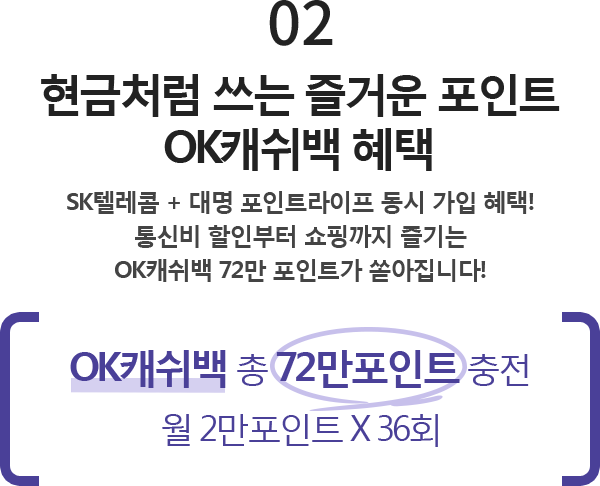 02
현금처럼 쓰는 즐거운 포인트
OK캐쉬백 혜택
SK텔레콤 + 대명 포인트라이프 동시 가입 혜택!
통신비 할인부터 쇼핑까지 즐기는
OK캐쉬백 72만 포인트가 쏟아집니다!
OK캐쉬백 총 72만포인트 충전
월 2만포인트 X 36회